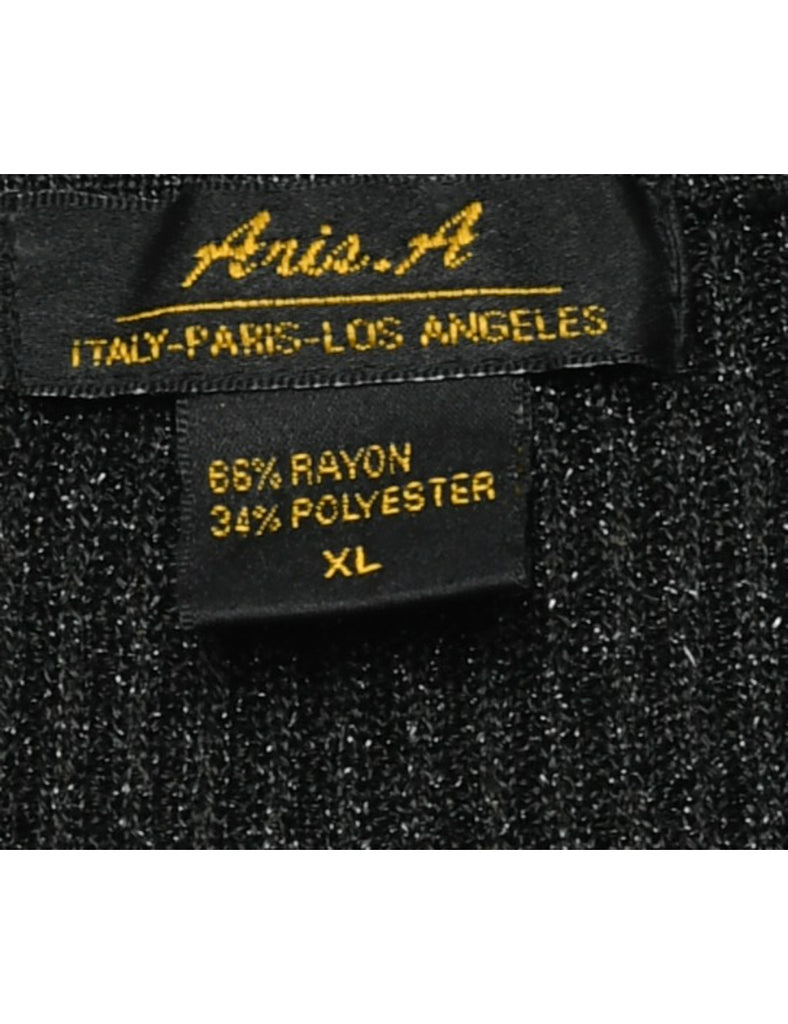 Aris.A
ITALY-PARIS-LOS ANGELES
66% RAYON
34% POLYESTER
XL